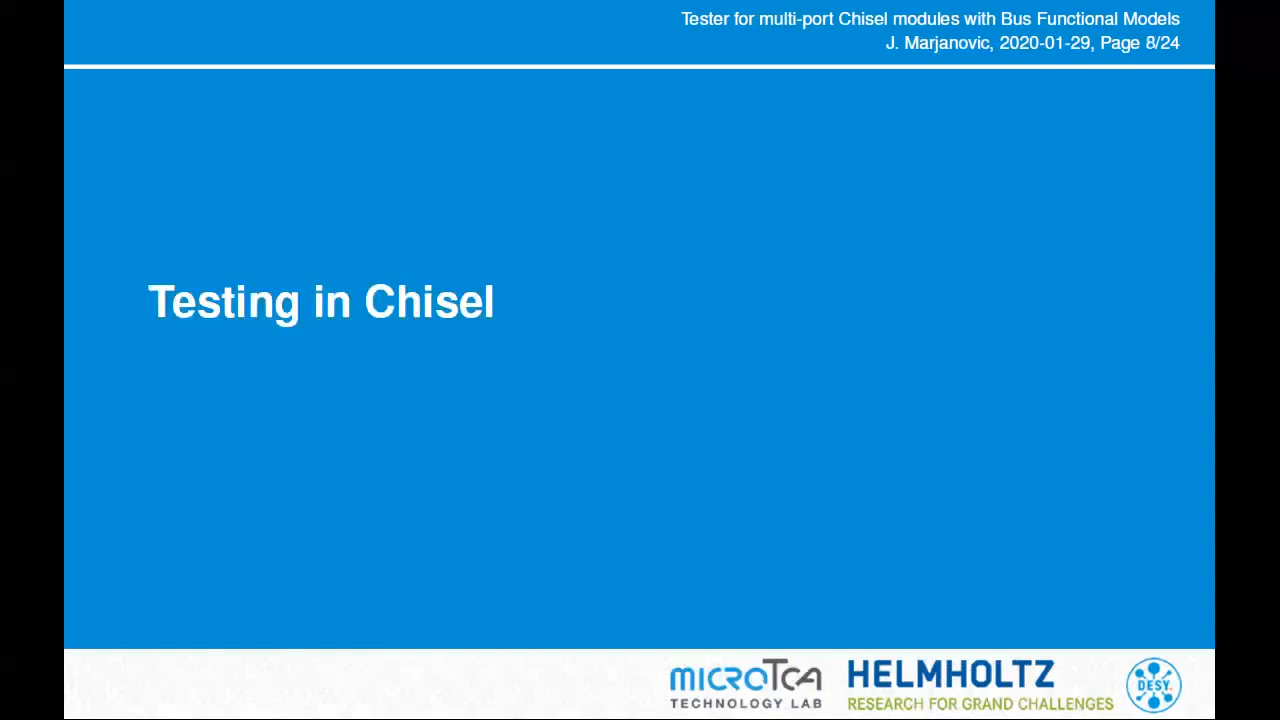 Tester for multi-port Chisel modules with Bus Functional Models
J. Marjanovic, 2020-01-29, Page 8/24
Testing in Chisel
MICROTCA
TECHNOLOGY LAB
HELMHOLTZ
RESEARCH FOR GRAND CHALLENGES
DESY.